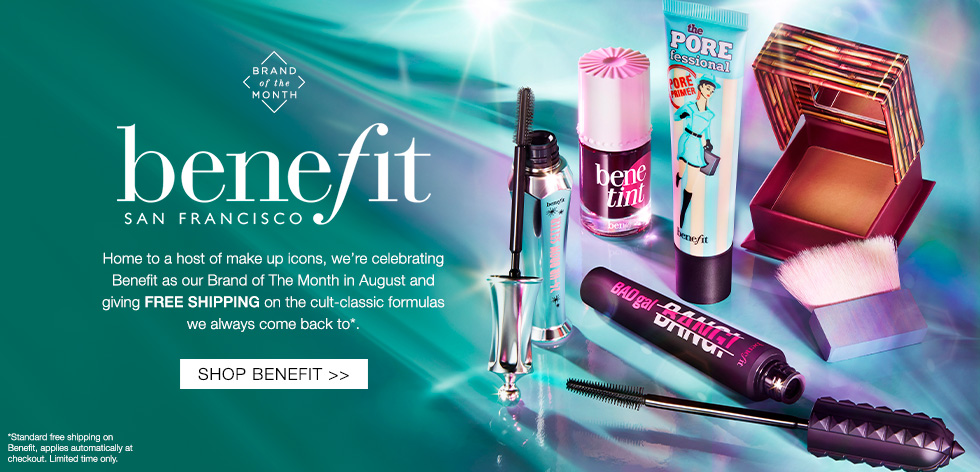 BRAND
of the
MONTH
benefit
SAN FRANCISCO
Home to a host of make up icons, we're celebrating
Benefit as our Brand of The Month in August and
giving FREE SHIPPING on the cult-classic formulas
we always come back to*.
SHOP BENEFIT >>
*Standard free shipping on
Benefit, applies automatically at
checkout. Limited time only.
benefit
bene
tint
the
PORE
fessional
PORE
PRIMER
benefit
BADgal
BANG!
benefit